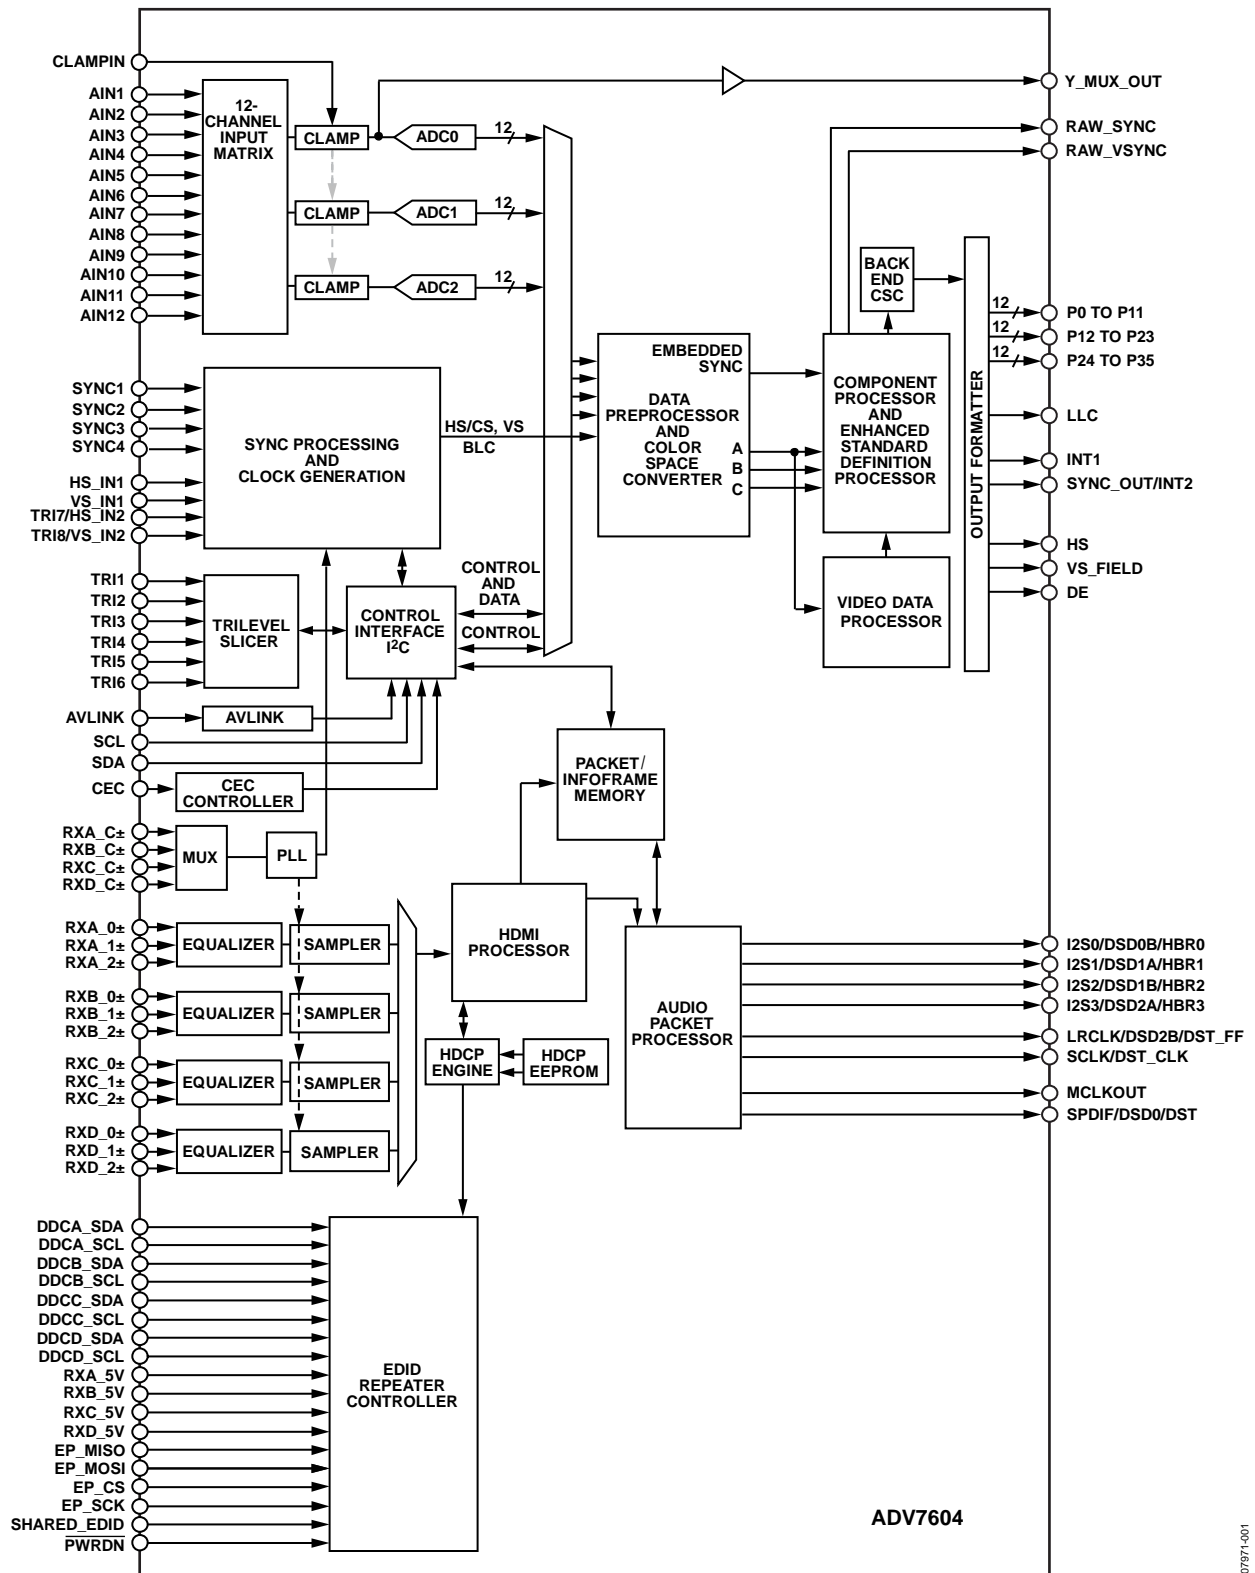 CLAMPIN
AIN1
AIN2
AIN3
AIN4
AIN5
AIN6
AIN7
AIN8
AIN9
AIN10
AIN11
AIN12
12-
CHANNEL
INPUT
MATRIX
CLAMP
ADC0
12
CLAMP
ADC1
12
CLAMP
ADC2
12
Y_MUX_OUT
RAW_SYNC
RAW_VSYNC
BACK
END
CSC
12
P0 TO P11
12
P12 TO P23
12
P24 TO P35
LLC
INT1
SYNC_OUT/INT2
HS
VS_FIELD
DE
OUTPUT FORMATTER
SYNC1
SYNC2
SYNC3
SYNC4
HS_IN1
VS_IN1
TRI7/HS_IN2
TRI8/VS_IN2
SYNC PROCESSING
AND
CLOCK GENERATION
HS/CS, VS
BLC
EMBEDDED
SYNC
DATA
PREPROCESSOR
AND
COLOR
SPACE
CONVERTER
A
B
C
COMPONENT
PROCESSOR
AND
ENHANCED
STANDARD
DEFINITION
PROCESSOR
VIDEO DATA
PROCESSOR
TRI1
TRI2
TRI3
TRI4
TRI5
TRI6
TRILEVEL
SLICER
CONTROL
INTERFACE
I²C
CONTROL
AND
DATA
CONTROL
AVLINK
AVLINK
SCL
SDA
CEC
CEC
CONTROLLER
PACKET/
INFOFRAME
MEMORY
RXA_C±
RXB_C±
RXC_C±
RXD_C±
MUX
PLL
RXA_0±
RXA_1±
RXA_2±
EQUALIZER
SAMPLER
RXB_0±
RXB_1±
RXB_2±
EQUALIZER
SAMPLER
RXC_0±
RXC_1±
RXC_2±
EQUALIZER
SAMPLER
RXD_0±
RXD_1±
RXD_2±
EQUALIZER
SAMPLER
HDMI
PROCESSOR
HDCP
ENGINE
HDCP
EEPROM
AUDIO
PACKET
PROCESSOR
I2S0/DSD0B/HBR0
I2S1/DSD1A/HBR1
I2S2/DSD1B/HBR2
I2S3/DSD2A/HBR3
LRCLK/DSD2B/DST_FF
SCLK/DST_CLK
MCLKOUT
SPDIF/DSD0/DST
DDCA_SDA
DDCA_SCL
DDCB_SDA
DDCB_SCL
DDCC_SDA
DDCC_SCL
DDCD_SDA
DDCD_SCL
RXA_5V
RXB_5V
RXC_5V
RXD_5V
EP_MISO
EP_MOSI
EP_CS
EP_SCK
SHARED_EDID
PWRDN
EDID
REPEATER
CONTROLLER
ADV7604
07971-001